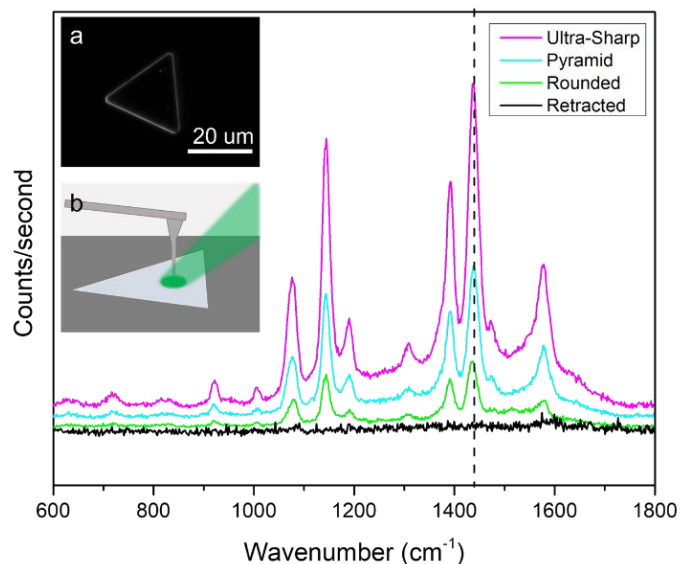 a
20 um
b
Ultra-Sharp
Pyramid
Rounded
Retracted
Counts/second
600
800
1000
1200
1400
1600
1800
Wavenumber (cm⁻¹)